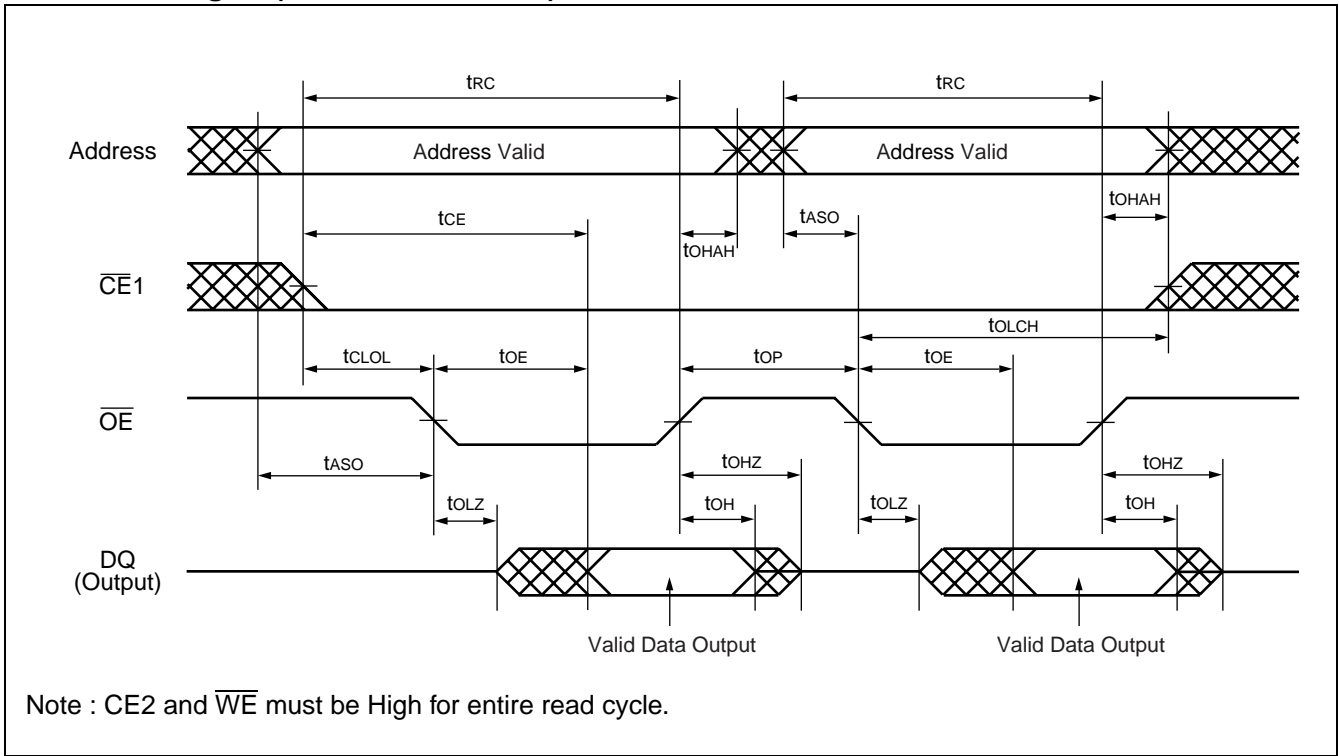 tRC tRC
Address Address Valid Address Valid
tOHAH
tCE tASO
tOHAH
CE1
tOLCH
tCLOL tOE tOP tOE
OE
tASO tOHZ tOHZ
tOLZ tOH tOLZ tOH
DQ
(Output)
Valid Data Output Valid Data Output
Note : CE2 and WE must be High for entire read cycle.